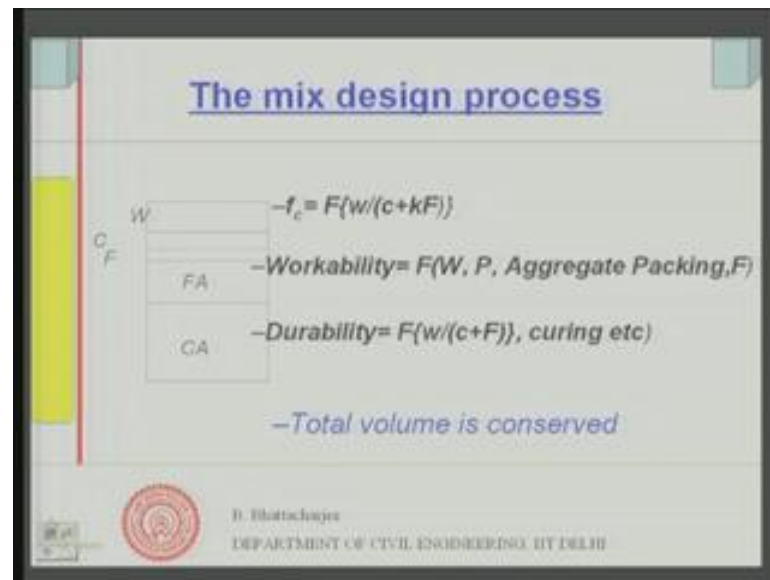 The mix design process
W
–fc= F{w/(c+kF)}
C
F
–Workability= F(W, P, Aggregate Packing,F)
FA
–Durability= F{w/(c+F)}, curing etc)
CA
–Total volume is conserved
B. Bhattacharjee
DEPARTMENT OF CIVIL ENGINEERING, IIT DELHI